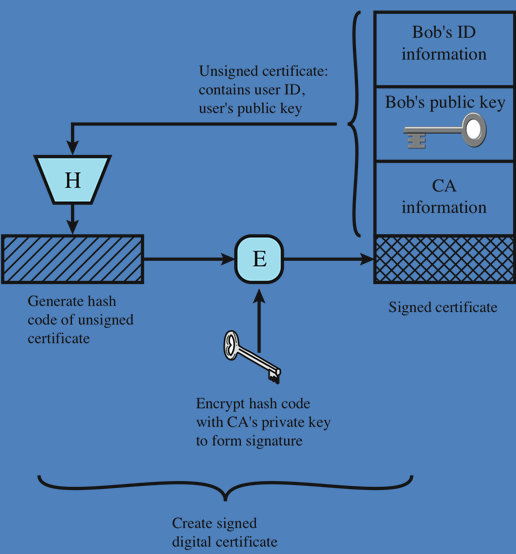 Bob's ID
information
Unsigned certificate:
contains user ID,
user's public key
Bob's public key
H
CA
information
E
Generate hash
code of unsigned
certificate
Signed certificate
Encrypt hash code
with CA's private key
to form signature
Create signed
digital certificate